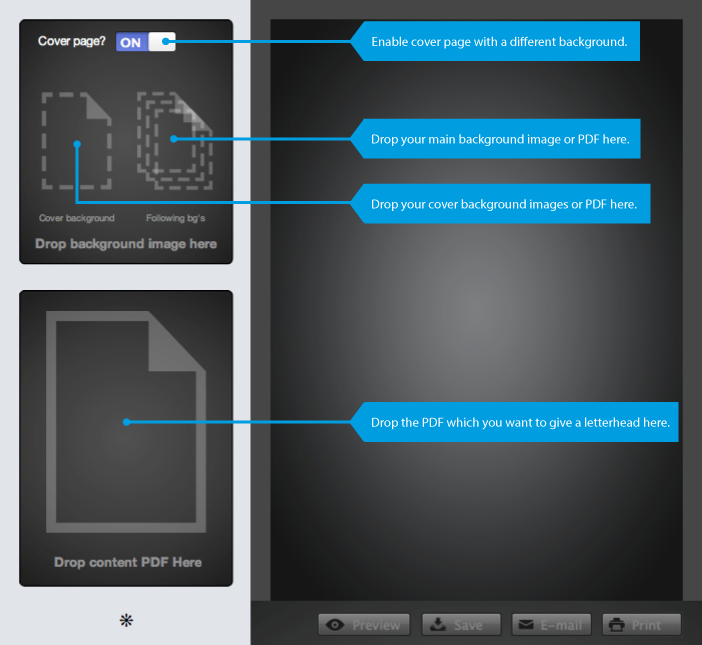 Cover page? ON
Enable cover page with a different background.
Drop your main background image or PDF here.
Drop your cover background images or PDF here.
Cover background
Following bg's
Drop background image here
Drop the PDF which you want to give a letterhead here.
Drop content PDF Here
Preview
Save
E-mail
Print